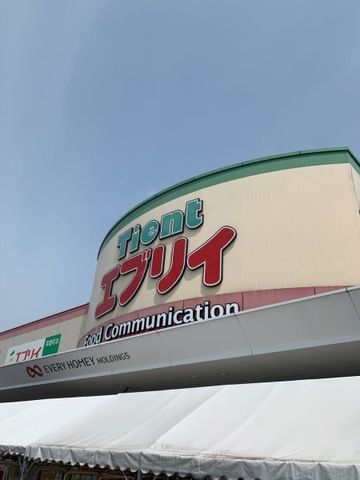 Tient
エブリイ
Food Communication
エブリイ
EVERY HOMEY HOLDINGS